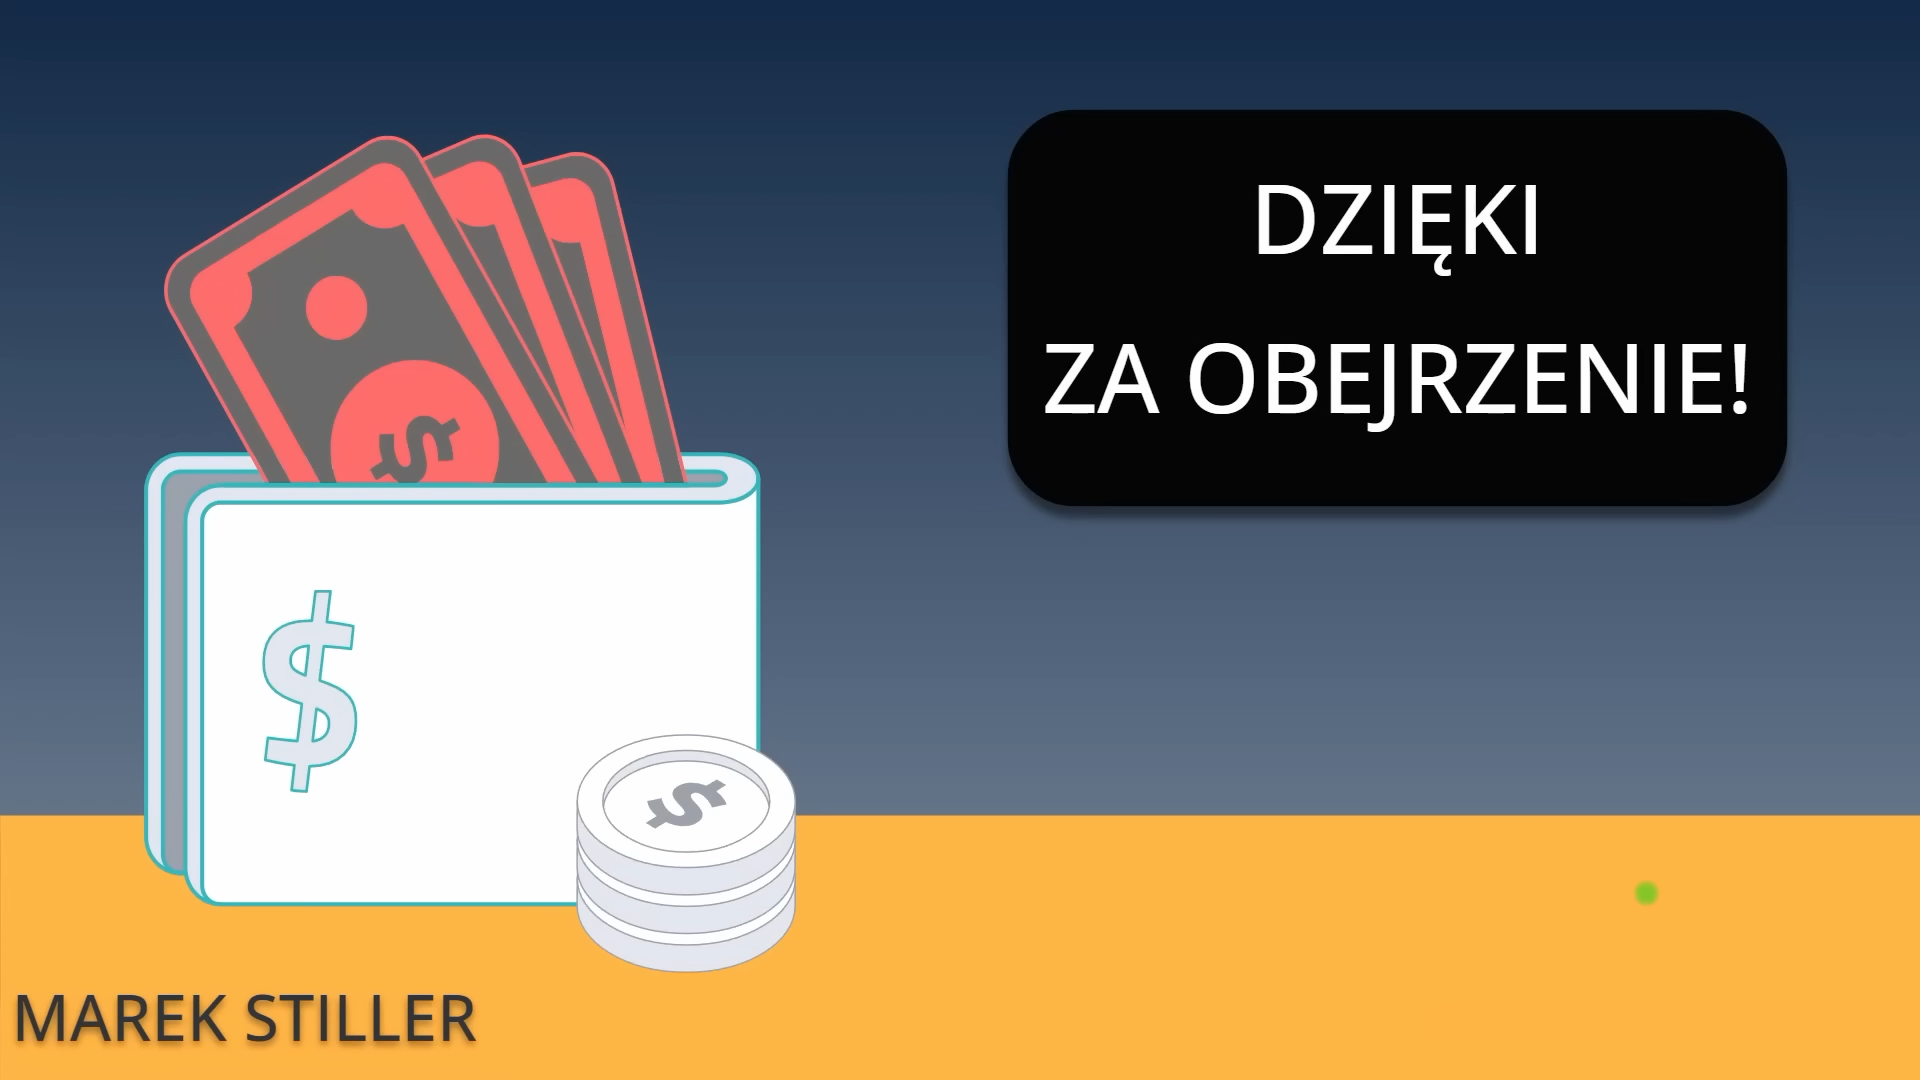 DZIĘKI
ZA OBEJRZENIE!
$
$
$
MAREK STILLER